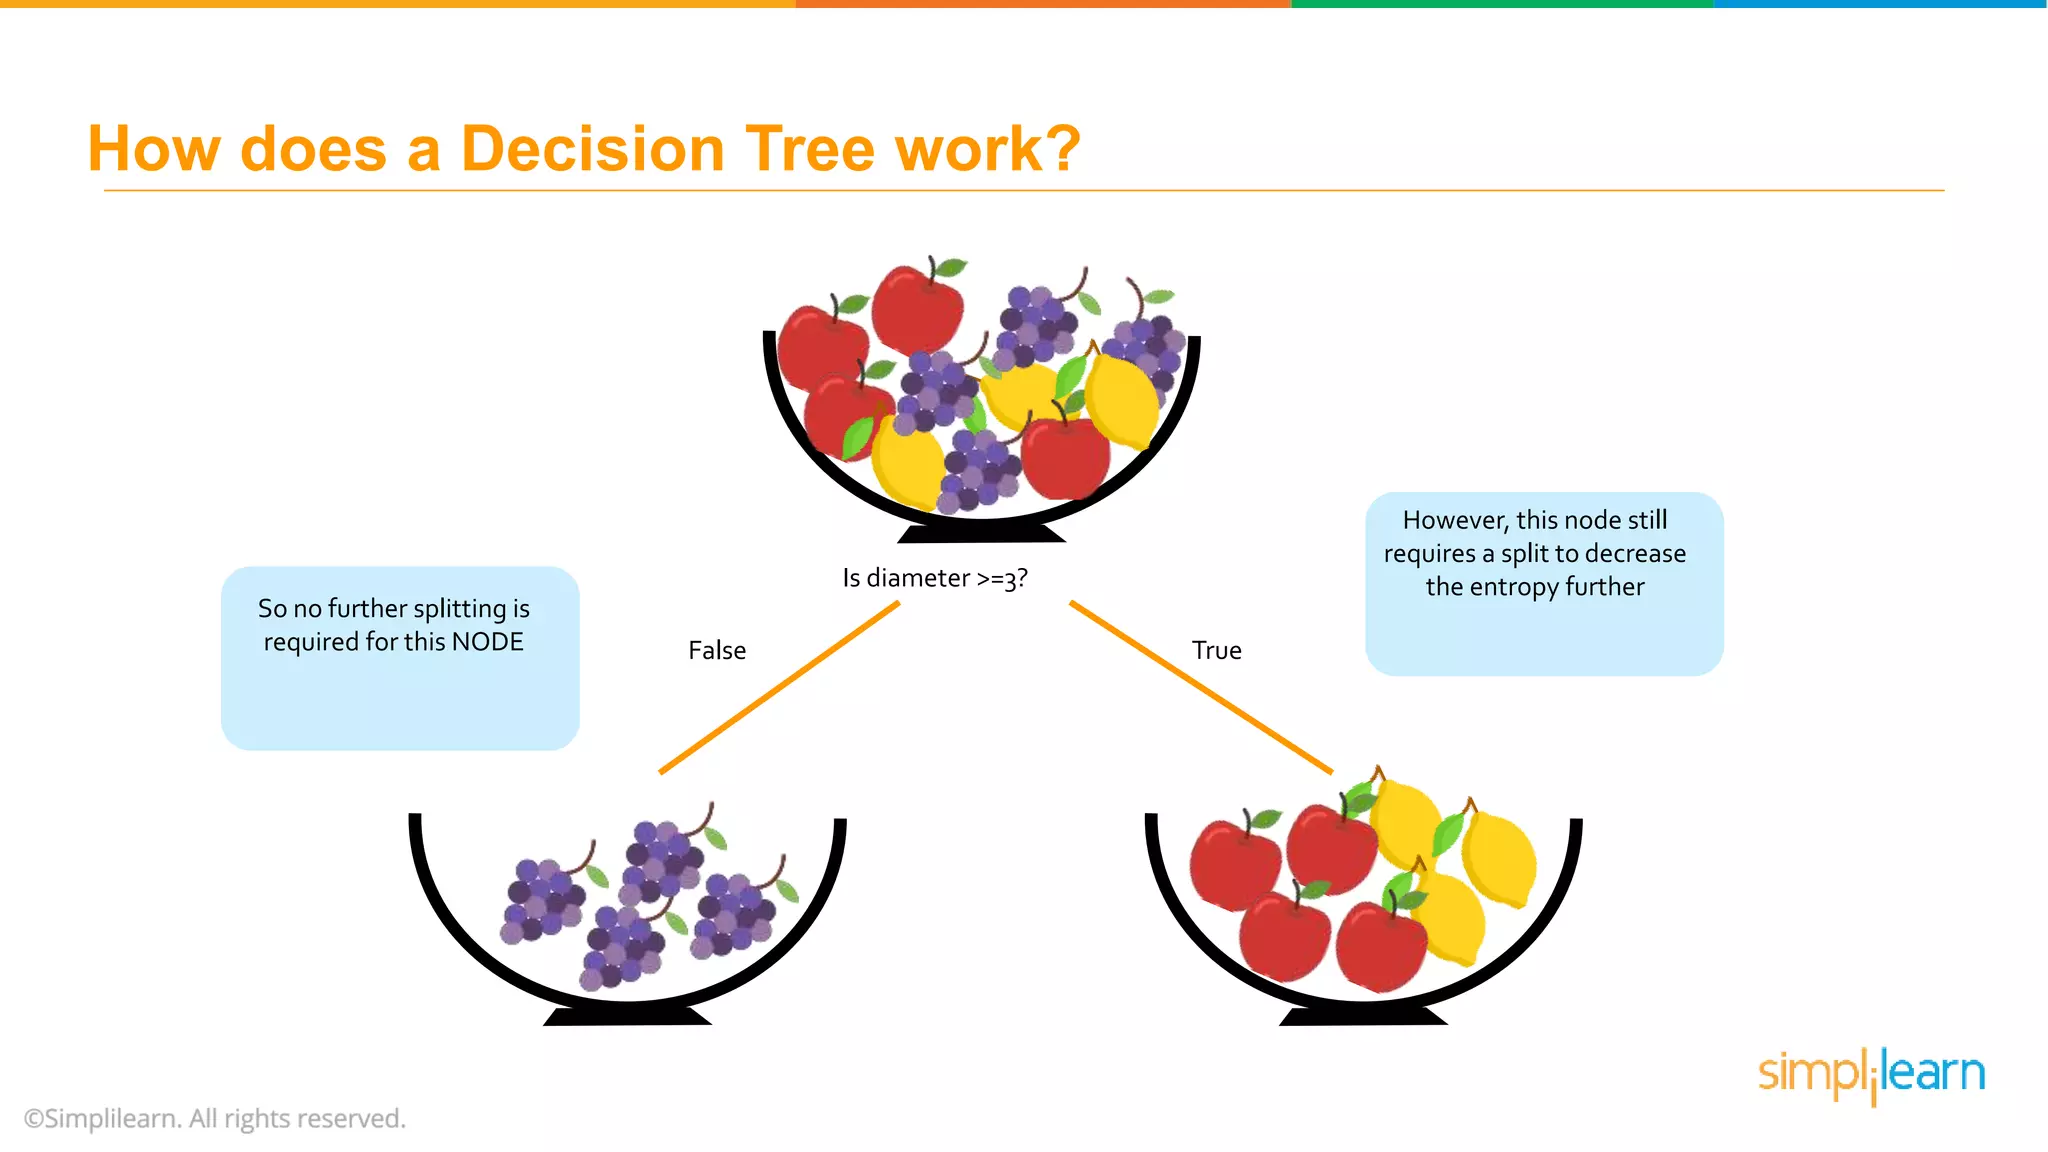 How does a Decision Tree work?
However, this node still
requires a split to decrease
the entropy further
Is diameter >=3?
So no further splitting is
required for this NODE
False
True
simplilearn
©Simplilearn. All rights reserved.